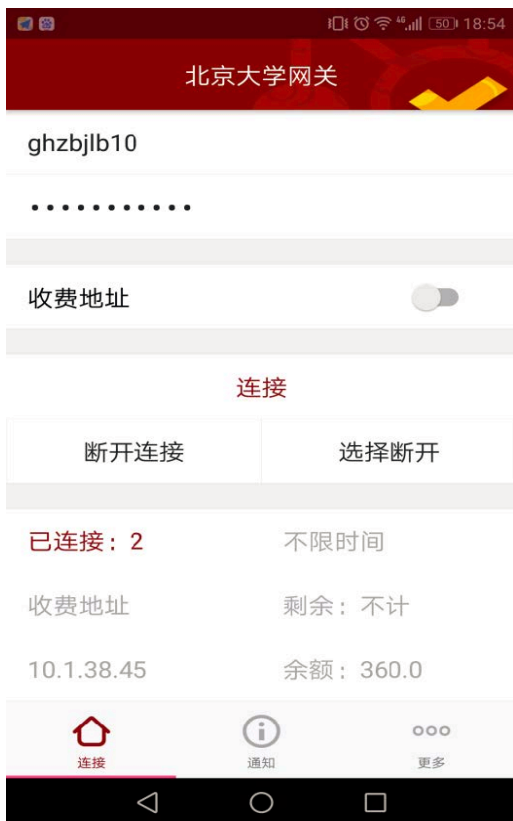 46 50 18:54
北京大学网关
ghzbjlb10
•••••••••••
收费地址
连接
断开连接 选择断开
已连接：2 不限时间
收费地址 剩余：不计
10.1.38.45 余额：360.0
连接 通知 更多